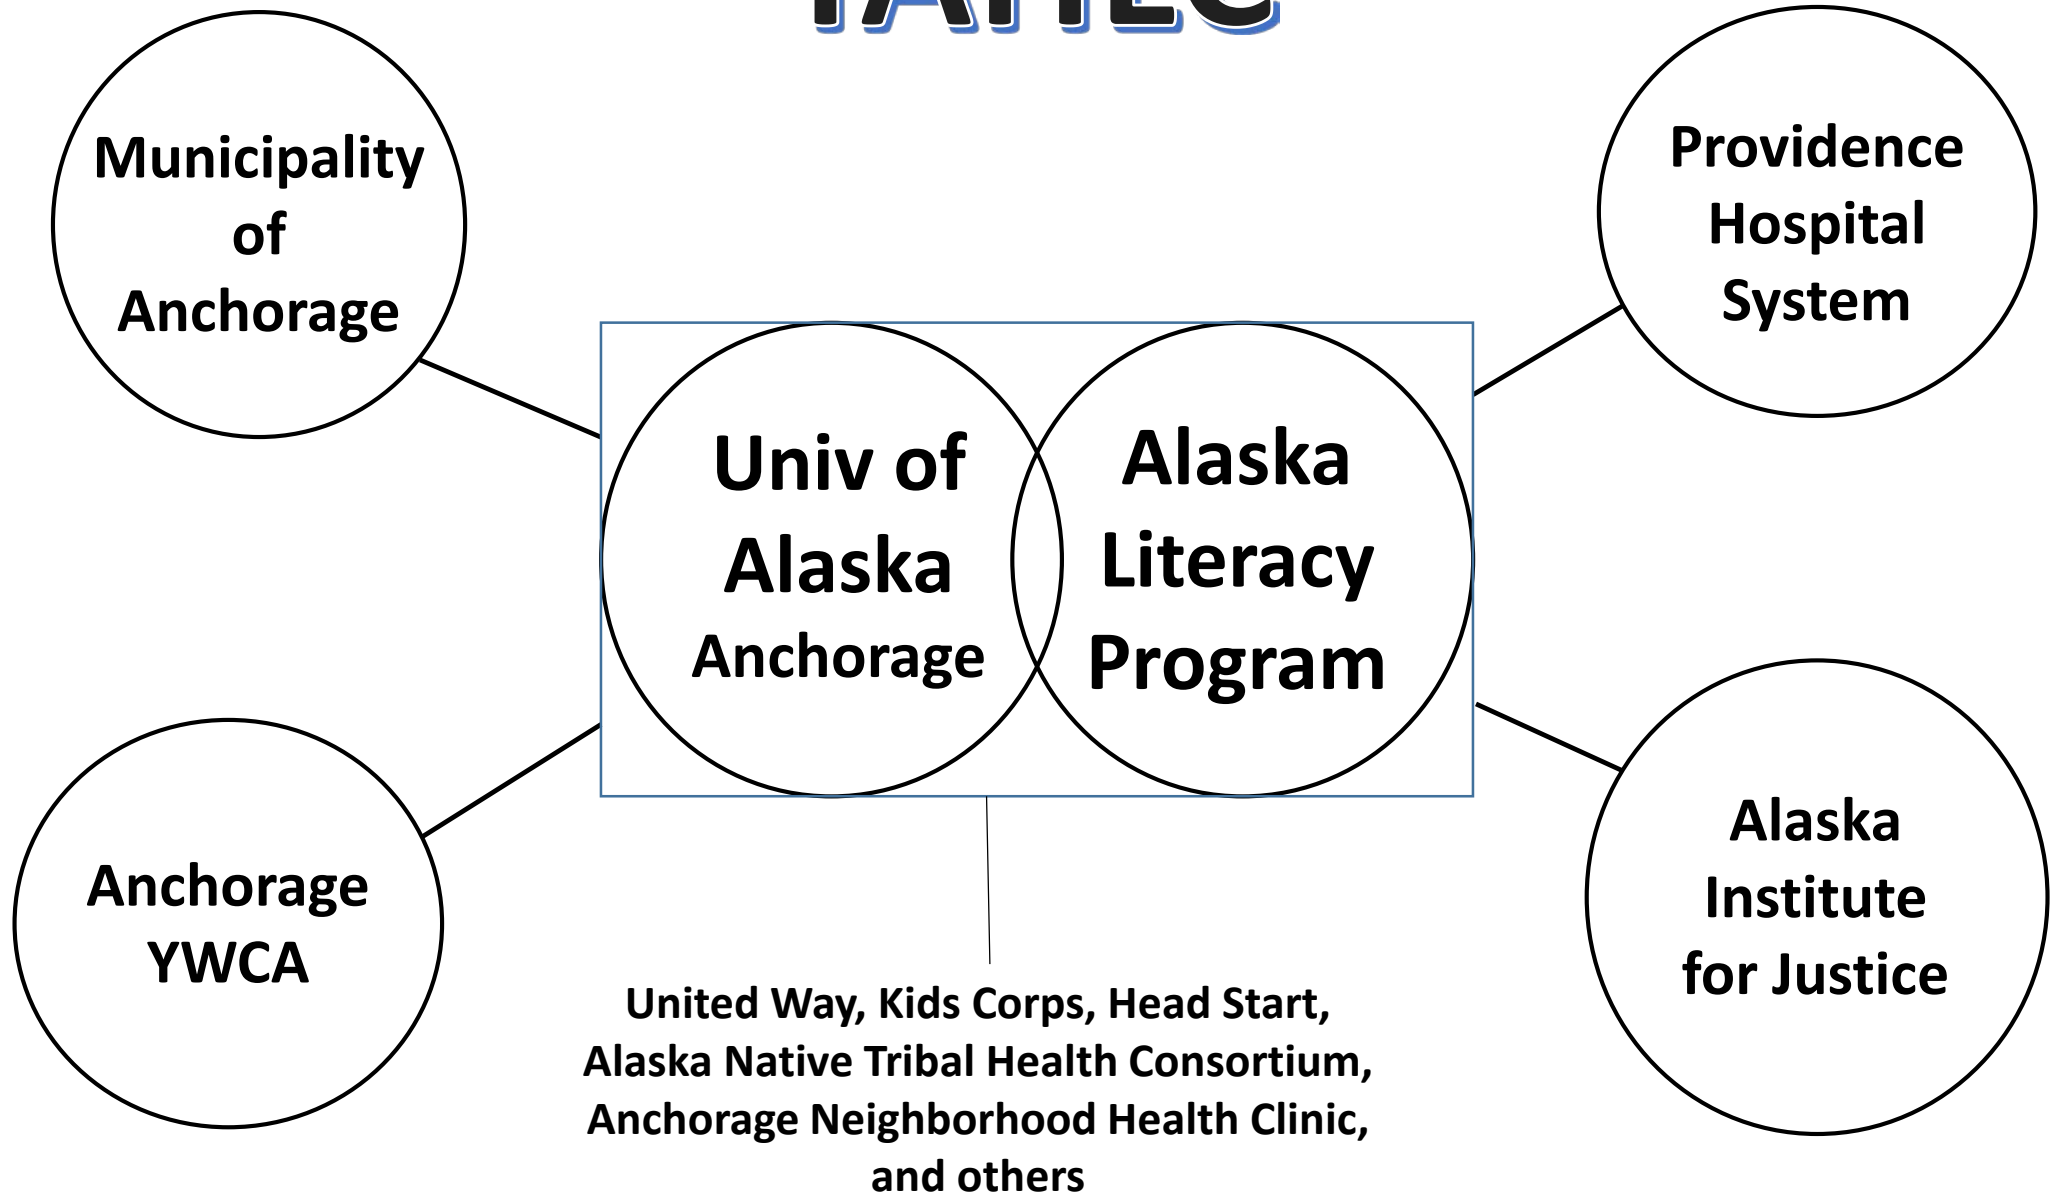 Municipality
of
Anchorage
Providence
Hospital
System
Univ of
Alaska
Anchorage
Alaska
Literacy
Program
Anchorage
YWCA
Alaska
Institute
for Justice
United Way, Kids Corps, Head Start,
Alaska Native Tribal Health Consortium,
Anchorage Neighborhood Health Clinic,
and others